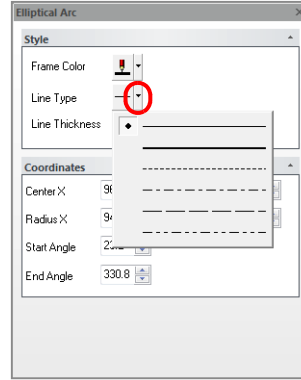 Elliptical Arc
Style
Frame Color
Line Type
Line Thickness
Coordinates
Center X
Radius X
Start Angle
End Angle 330.8